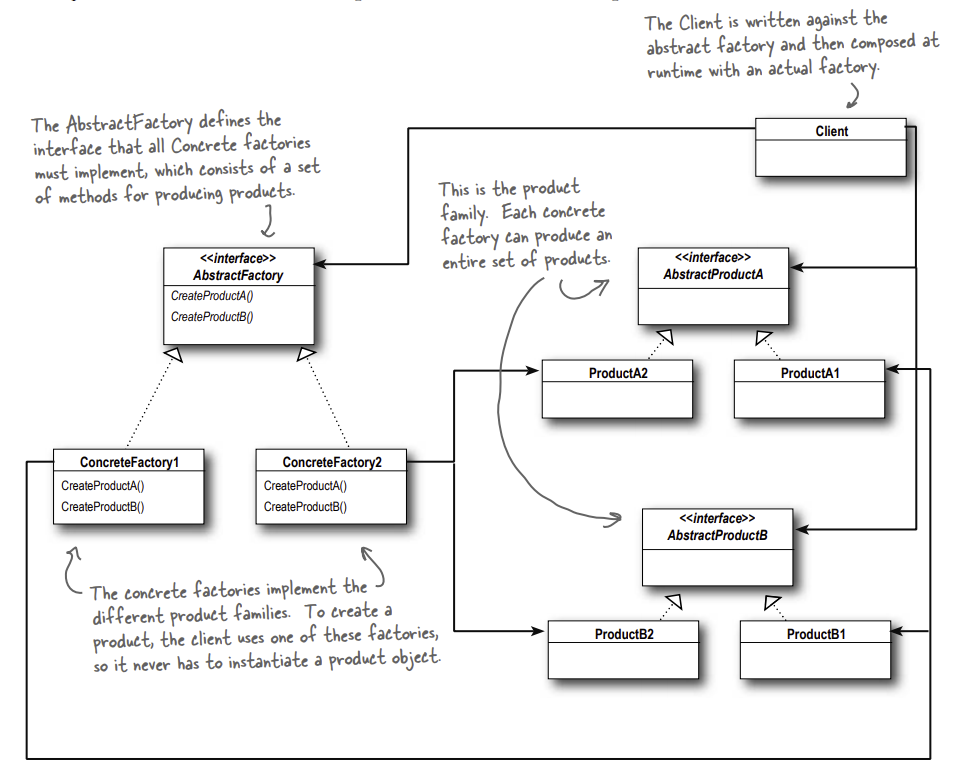 The Client is written against the
abstract factory and then composed at
runtime with an actual factory.
The AbstractFactory defines the
interface that all Concrete factories
must implement, which consists of a set
of methods for producing products.
Client
This is the product
family. Each concrete
factory can produce an
entire set of products.
<<interface>>
AbstractFactory
CreateProductA()
CreateProductB()
<<interface>>
AbstractProductA
ProductA2
ProductA1
ConcreteFactory1
CreateProductA()
CreateProductB()
ConcreteFactory2
CreateProductA()
CreateProductB()
<<interface>>
AbstractProductB
ProductB2
ProductB1
The concrete factories implement the
different product families. To create a
product, the client uses one of these factories,
so it never has to instantiate a product object.